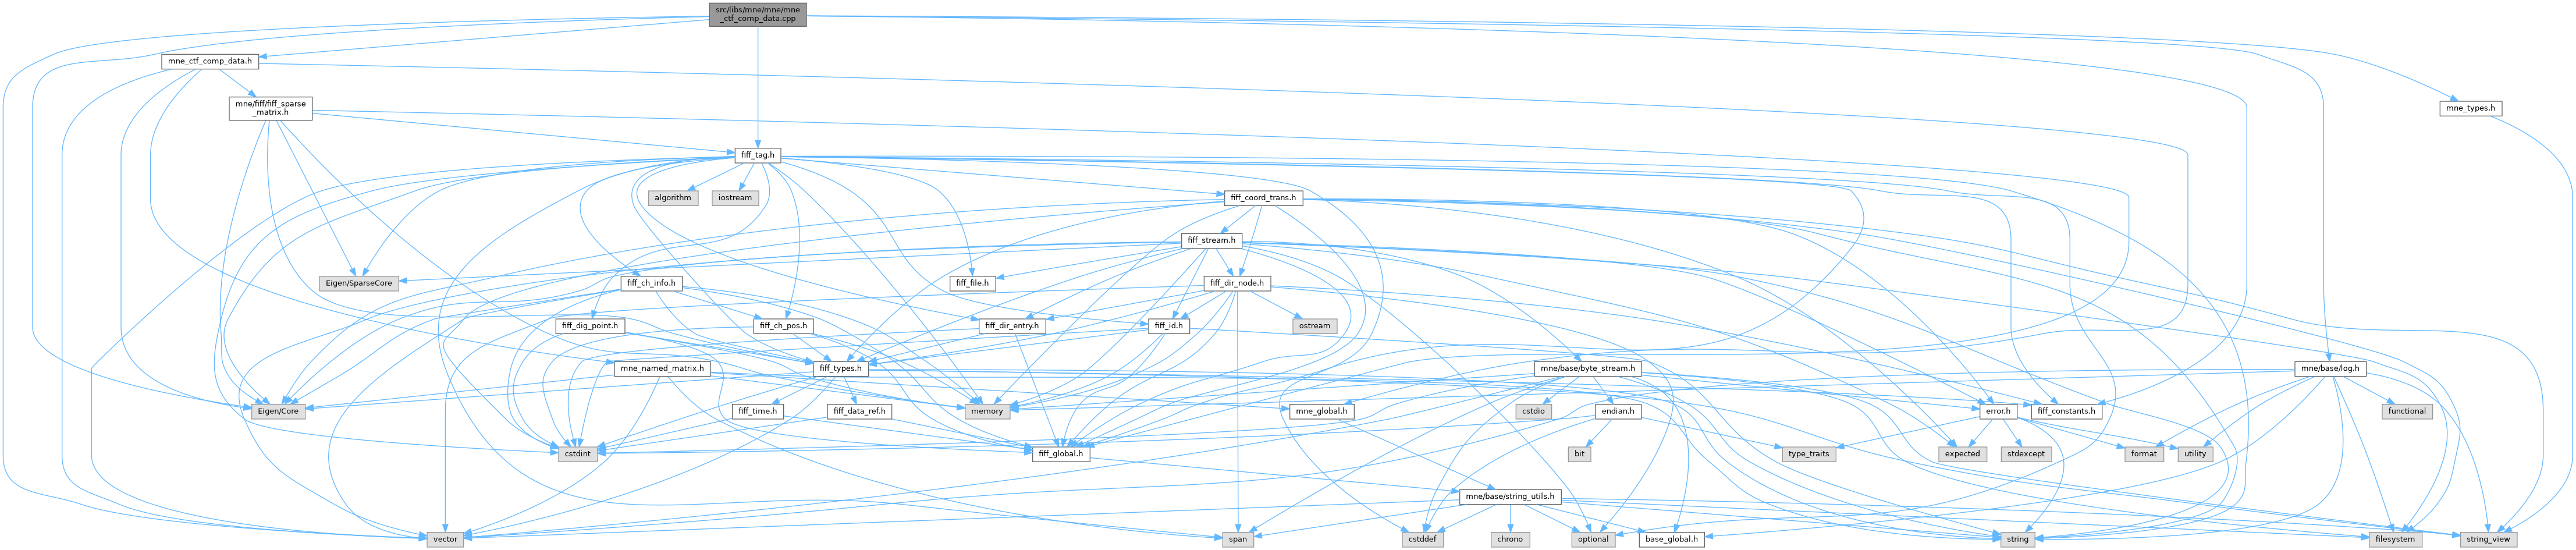 src/libs/mne/mne/mne
_ctf_comp_data.cpp
mne_ctf_comp_data.h
mne/fiff/fiff_sparse
_matrix.h
mne_types.h
fiff_tag.h
algorithm
iostream
fiff_coord_trans.h
fiff_stream.h
Eigen/SparseCore
fiff_ch_info.h
fiff_file.h
fiff_dir_node.h
fiff_dig_point.h
fiff_ch_pos.h
fiff_dir_entry.h
fiff_id.h
ostream
mne_named_matrix.h
fiff_types.h
mne/base/byte_stream.h
mne/base/log.h
Eigen/Core
fiff_time.h
fiff_data_ref.h
memory
mne_global.h
cstdio
endian.h
error.h
fiff_constants.h
functional
cstdint
fiff_global.h
bit
type_traits
expected
stdexcept
format
utility
mne/base/string_utils.h
vector
span
cstddef
chrono
optional
base_global.h
string
filesystem
string_view